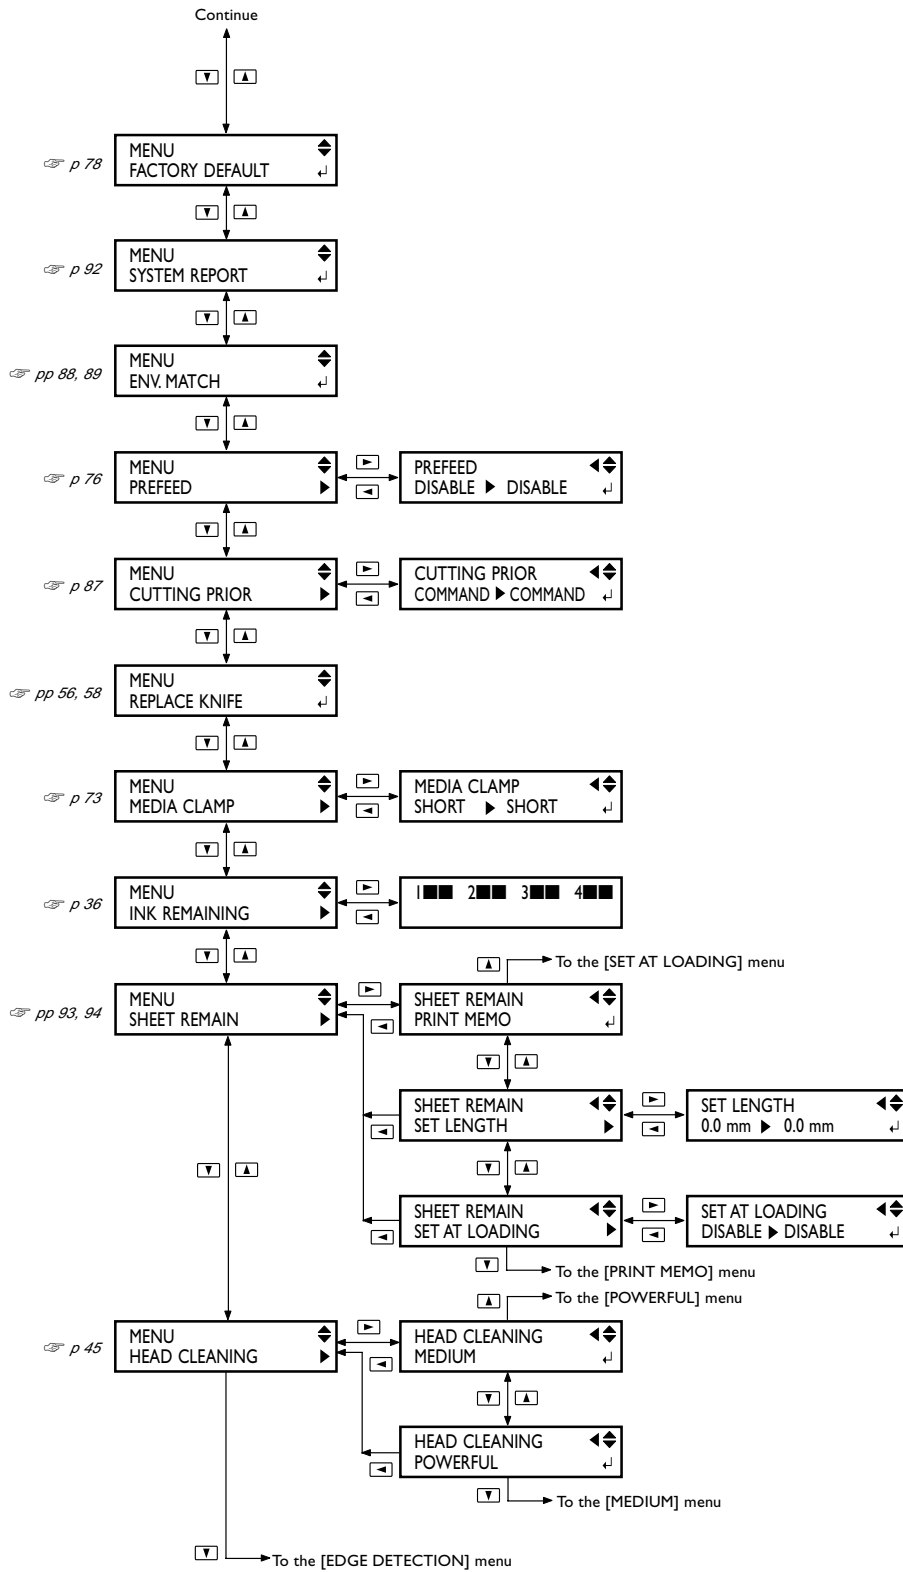 Continue
p 78
MENU
FACTORY DEFAULT
p 92
MENU
SYSTEM REPORT
pp 88, 89
MENU
ENV. MATCH
p 76
MENU
PREFEED
PREFEED
DISABLE ▶ DISABLE
p 87
MENU
CUTTING PRIOR
CUTTING PRIOR
COMMAND ▶ COMMAND
pp 56, 58
MENU
REPLACE KNIFE
p 73
MENU
MEDIA CLAMP
MEDIA CLAMP
SHORT ▶ SHORT
p 36
MENU
INK REMAINING
1■■ 2■■ 3■■ 4■■
To the [SET AT LOADING] menu
pp 93, 94
MENU
SHEET REMAIN
SHEET REMAIN
PRINT MEMO
SHEET REMAIN
SET LENGTH
SET LENGTH
0.0 mm ▶ 0.0 mm
SHEET REMAIN
SET AT LOADING
SET AT LOADING
DISABLE ▶ DISABLE
To the [PRINT MEMO] menu
To the [POWERFUL] menu
p 45
MENU
HEAD CLEANING
HEAD CLEANING
MEDIUM
HEAD CLEANING
POWERFUL
To the [MEDIUM] menu
To the [EDGE DETECTION] menu